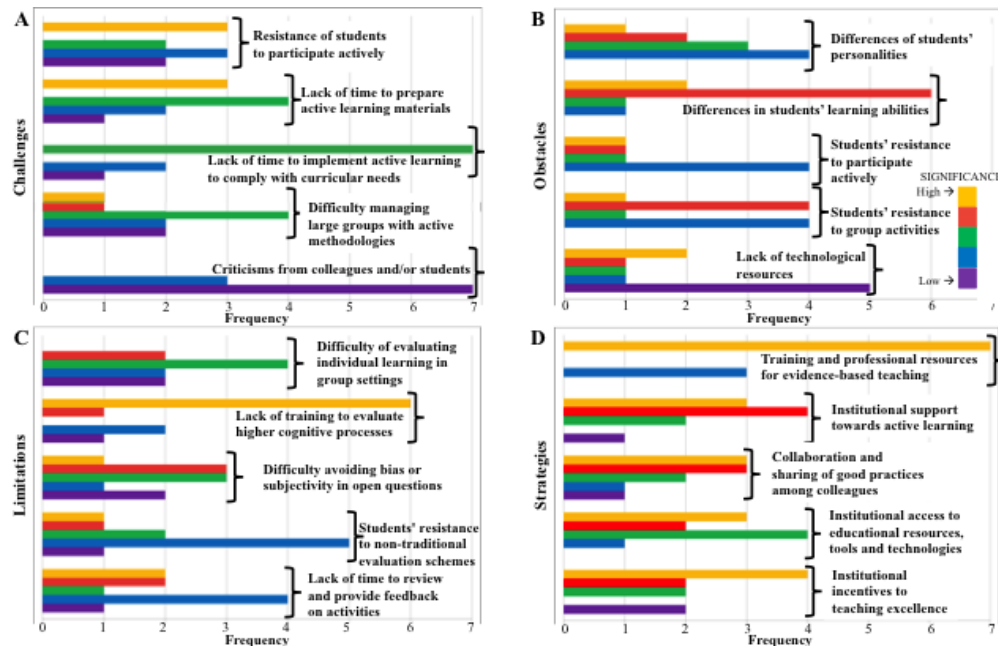 A
Challenges
Resistance of students
to participate actively
Lack of time to prepare
active learning materials
Lack of time to implement active learning
to comply with curricular needs
Difficulty managing
large groups with active
methodologies
Criticisms from colleagues and/or students
0 1 2 3 4 5 6 7
Frequency
B
Obstacles
Differences of students'
personalities
Differences in students' learning abilities
Students' resistance
to participate
actively
Students' resistance
to group activities
Lack of technological
resources
SIGNIFICANCE
High →
Low →
0 1 2 3 4 5 6 7
Frequency
C
Limitations
Difficulty of evaluating
individual learning in
group settings
Lack of training to evaluate
higher cognitive processes
Difficulty avoiding bias or
subjectivity in open questions
Students' resistance
to non-traditional
evaluation schemes
Lack of time to review
and provide feedback
on activities
0 1 2 3 4 5 6 7
Frequency
D
Strategies
Training and professional resources
for evidence-based teaching
Institutional support
towards active learning
Collaboration and
sharing of good practices
among colleagues
Institutional access to
educational resources,
tools and technologies
Institutional
incentives to
teaching excellence
0 1 2 3 4 5 6 7
Frequency